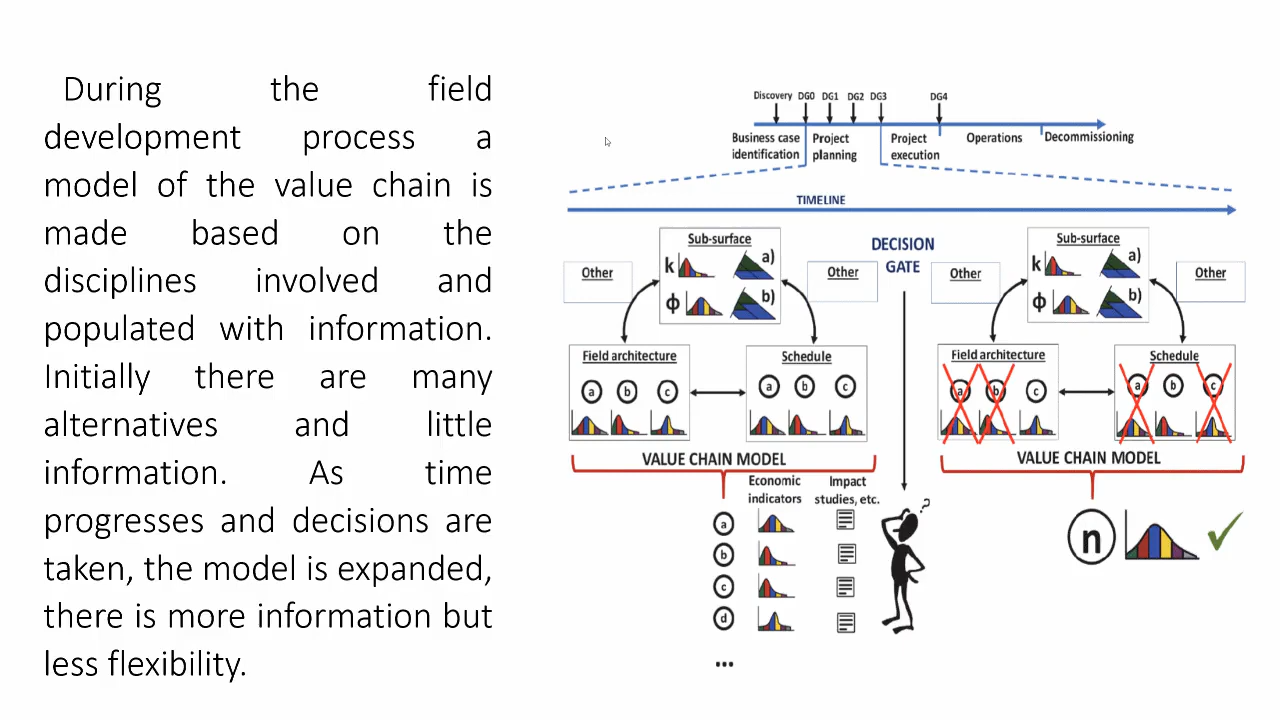 During the field
development process a
model of the value chain is
made based on the
disciplines involved and
populated with information.
Initially there are many
alternatives and little
information. As time
progresses and decisions are
taken, the model is expanded,
there is more information but
less flexibility.
Discovery DG0 DG1 DG2 DG3 DG4
Business case
identification
Project
planning
Project
execution
Operations
Decommissioning
TIMELINE
Other
Sub-surface
k a)
ϕ b)
Other
Field architecture
a b c
Schedule
a b c
VALUE CHAIN MODEL
Economic
indicators
Impact
studies, etc.
a
b
c
d
...
DECISION
GATE
?
Other
Sub-surface
k a)
ϕ b)
Other
Field architecture
a b c
Schedule
a b c
VALUE CHAIN MODEL
n